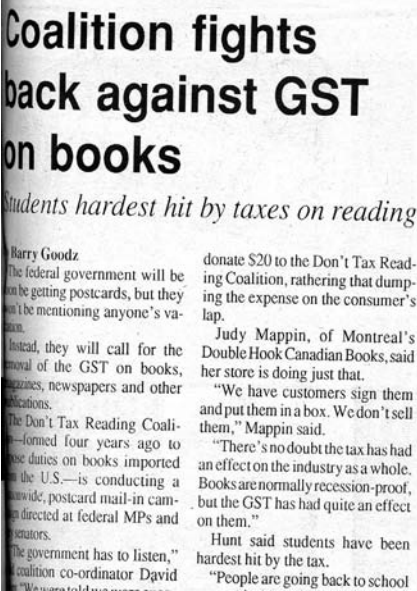 Coalition fights
back against GST
on books
Students hardest hit by taxes on reading
Barry Goodz
The federal government will be
be getting postcards, but they
be mentioning anyone's va-
Instead, they will call for the
of the GST on books,
newspapers and other
The Don't Tax Reading Coali-
formed four years ago to
duties on books imported
the U.S.—is conducting a
postcard mail-in cam-
directed at federal MPs and
senators.
The government has to listen,"
coalition co-ordinator David
donate $20 to the Don't Tax Read-
ing Coalition, rathering that dump-
ing the expense on the consumer's
lap.
Judy Mappin, of Montreal's
Double Hook Canadian Books, said
her store is doing just that.
"We have customers sign them
and put them in a box. We don't sell
them," Mappin said.
"There's no doubt the tax has had
an effect on the industry as a whole.
Books are normally recession-proof,
but the GST has had quite an effect
on them."
Hunt said students have been
hardest hit by the tax.
"People are going back to school